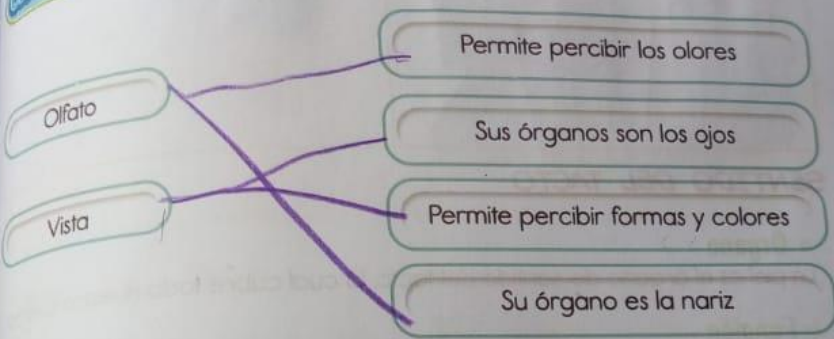 Olfato
Vista
Permite percibir los olores
Sus órganos son los ojos
Permite percibir formas y colores
Su órgano es la nariz